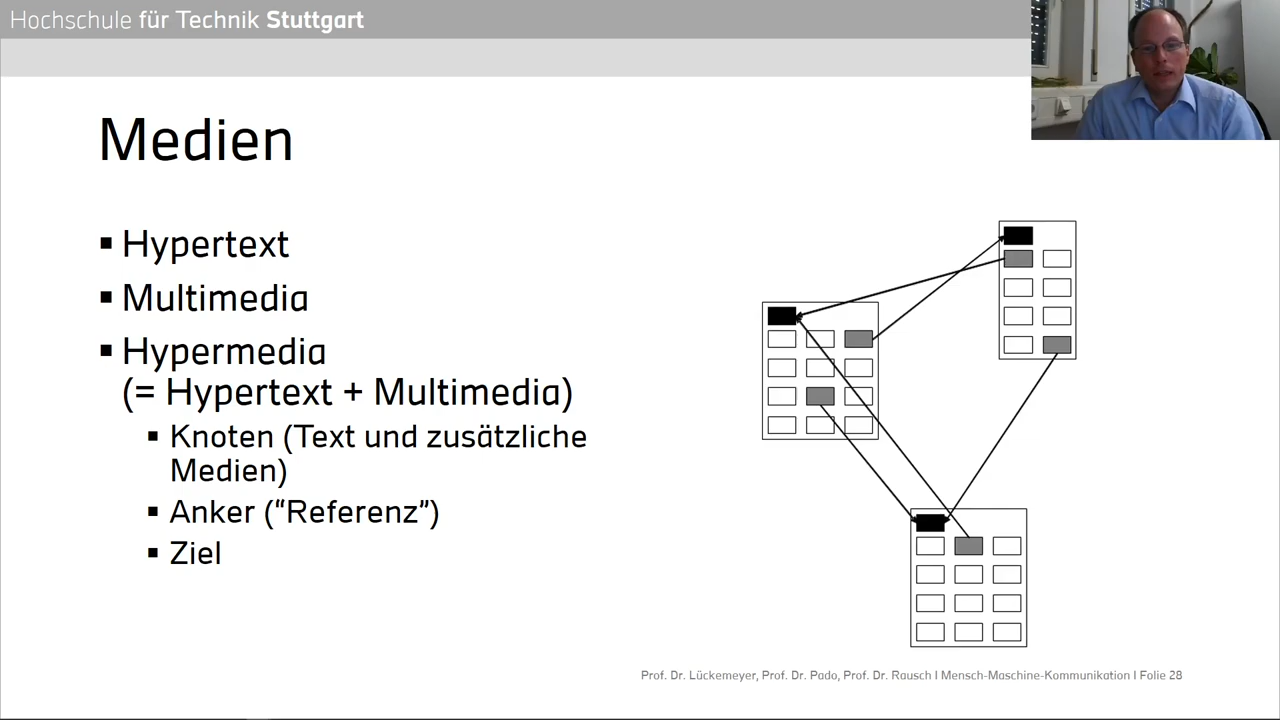 Hochschule für Technik Stuttgart
Medien
▪ Hypertext
▪ Multimedia
▪ Hypermedia
(= Hypertext + Multimedia)
▪ Knoten (Text und zusätzliche
Medien)
▪ Anker (“Referenz”)
▪ Ziel
Prof. Dr. Lückemeyer, Prof. Dr. Pado, Prof. Dr. Rausch I Mensch-Maschine-Kommunikation I Folie 28